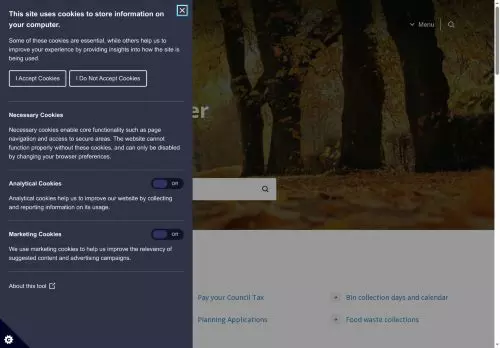 This site uses cookies to store information on
your computer.
Some of these cookies are essential, while others help us to
improve your experience by providing insights into how the site is
being used.
I Accept Cookies
I Do Not Accept Cookies
Necessary Cookies
Necessary cookies enable core functionality such as page
navigation and access to secure areas. The website cannot
function properly without these cookies, and can only be disabled
by changing your browser preferences.
Analytical Cookies
Off
Analytical cookies help us to improve our website by collecting
and reporting information on its usage.
Marketing Cookies
Off
We use marketing cookies to help us improve the relevency of
suggested content and advertising campaigns.
About this tool
Menu
er
Pay your Council Tax
Bin collection days and calendar
Planning Applications
Food waste collections